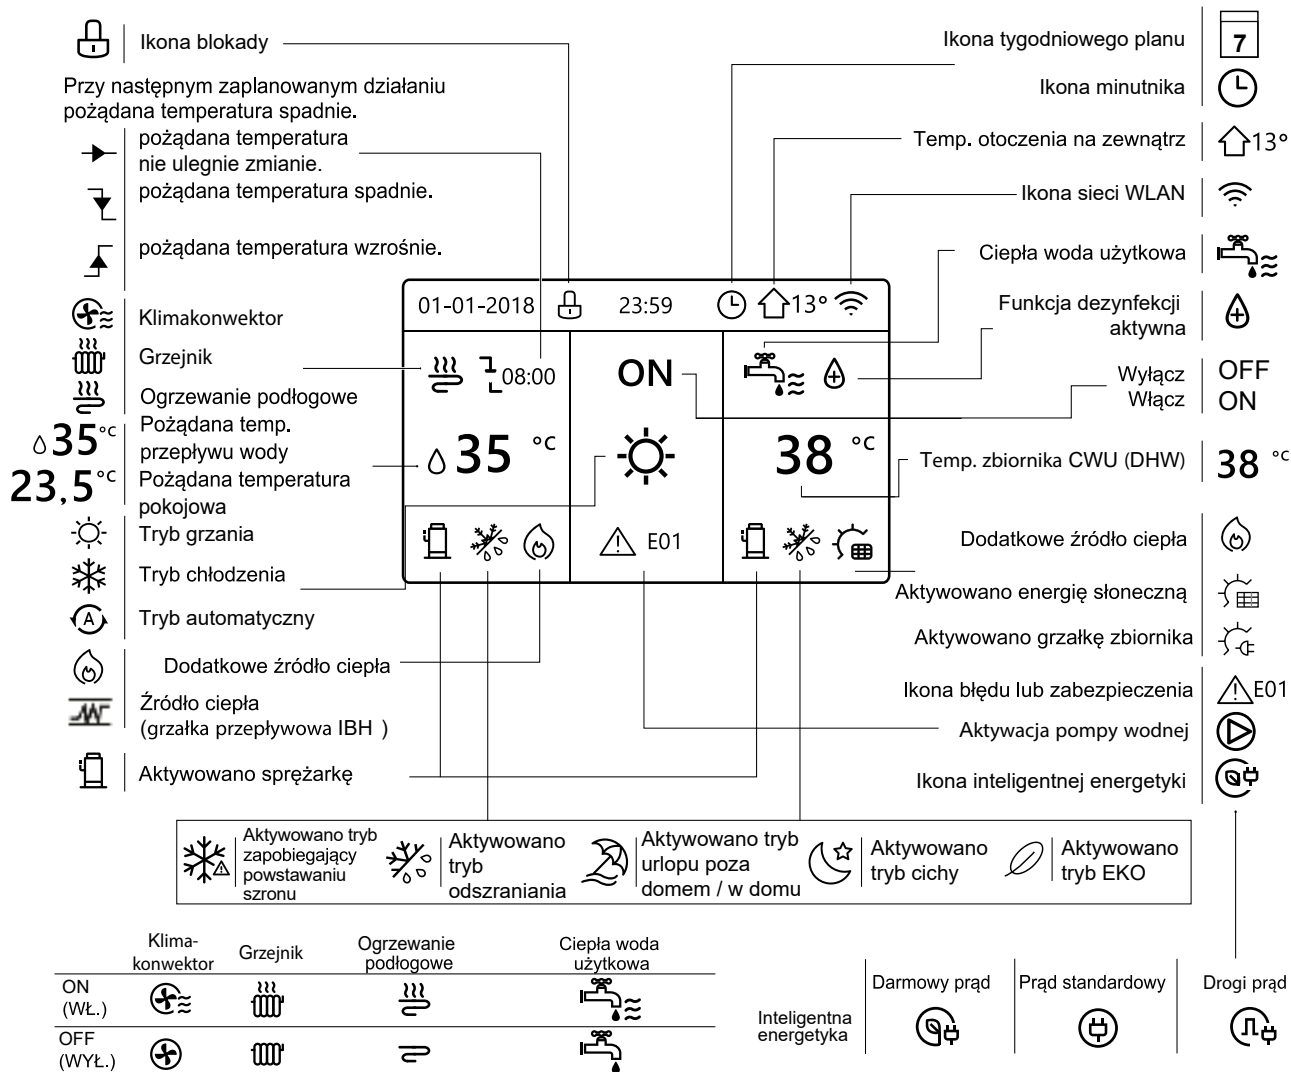 Ikona blokady
Przy następnym zaplanowanym działaniu
pożądana temperatura spadnie.
pożądana temperatura
nie ulegnie zmianie.
pożądana temperatura spadnie.
pożądana temperatura wzrośnie.
Klimakonwektor
Grzejnik
Ogrzewanie podłogowe
35°C
Pożądana temp.
przepływu wody
23,5°C
Pożądana temperatura
pokojowa
Tryb grzania
Tryb chłodzenia
A
Tryb automatyczny
Dodatkowe źródło ciepła
Źródło ciepła
(grzałka przepływowa IBH )
Aktywowano sprężarkę
01-01-2018
23:59
13°
08:00
ON
35 °C
38 °C
E01
Ikona tygodniowego planu
7
Ikona minutnika
Temp. otoczenia na zewnątrz
13°
Ikona sieci WLAN
Ciepła woda użytkowa
Funkcja dezynfekcji
aktywna
Wyłącz OFF
Włącz ON
Temp. zbiornika CWU (DHW) 38 °C
Dodatkowe źródło ciepła
Aktywowano energię słoneczną
Aktywowano grzałkę zbiornika
Ikona błędu lub zabezpieczenia E01
Aktywacja pompy wodnej
Ikona inteligentnej energetyki
Aktywowano tryb
zapobiegający
powstawaniu
szronu
Aktywowano
tryb
odszraniania
Aktywowano tryb
urlopu poza
domem / w domu
Aktywowano
tryb cichy
Aktywowano
tryb EKO
Klima-
konwektor
Grzejnik
Ogrzewanie
podłogowe
Ciepła woda
użytkowa
ON
(WŁ.)
OFF
(WYŁ.)
Inteligentna
energetyka
Darmowy prąd
Prąd standardowy
Drogi prąd